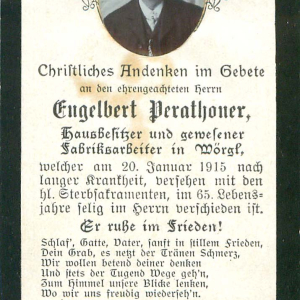 Christliches Andenken im Gebete
an den ehrengeachteten Herrn
Engelbert Perathoner,
Hausbesitzer und gewesener
Fabriksarbeiter in Wörgl,
welcher am 20. Januar 1915 nach
langer Krankheit, versehen mit den
hl. Sterbsakramenten, im 65. Lebens-
jahre selig im Herrn verschieden ist.
Er ruhe im Frieden!
Schlaf', Gatte, Vater, sanft in stillem Frieden,
Dein Grab, es netzt der Tränen Schmerz,
Wir wollen betend deiner denken
Und stets der Tugend Wege geh'n,
Zum Himmel unsere Blicke lenken,
Wo wir uns freudig wiederseh'n.